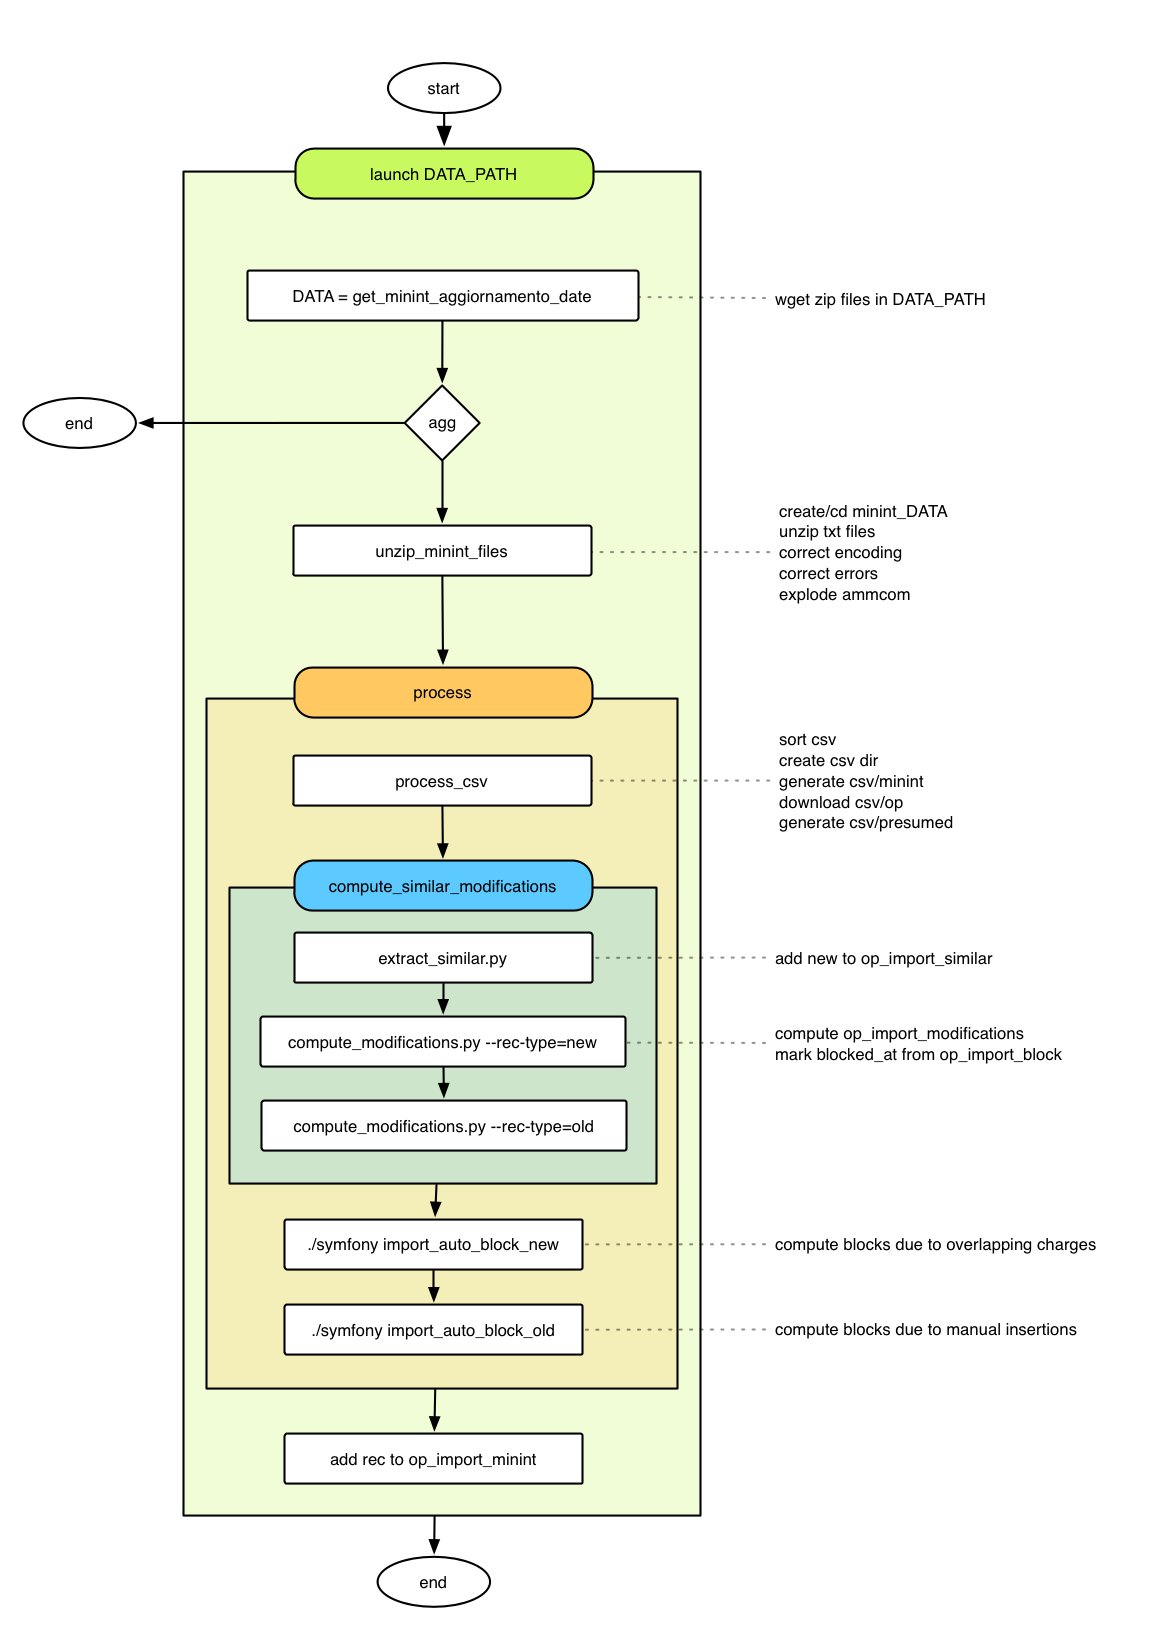 start
launch DATA_PATH
DATA = get_minint_aggiornamento_date
wget zip files in DATA_PATH
end
agg
unzip_minint_files
create/cd minint_DATA
unzip txt files
correct encoding
correct errors
explode ammcom
process
process_csv
sort csv
create csv dir
generate csv/minint
download csv/op
generate csv/presumed
compute_similar_modifications
extract_similar.py
add new to op_import_similar
compute_modifications.py --rec-type=new
compute op_import_modifications
mark blocked_at from op_import_block
compute_modifications.py --rec-type=old
./symfony import_auto_block_new
compute blocks due to overlapping charges
./symfony import_auto_block_old
compute blocks due to manual insertions
add rec to op_import_minint
end